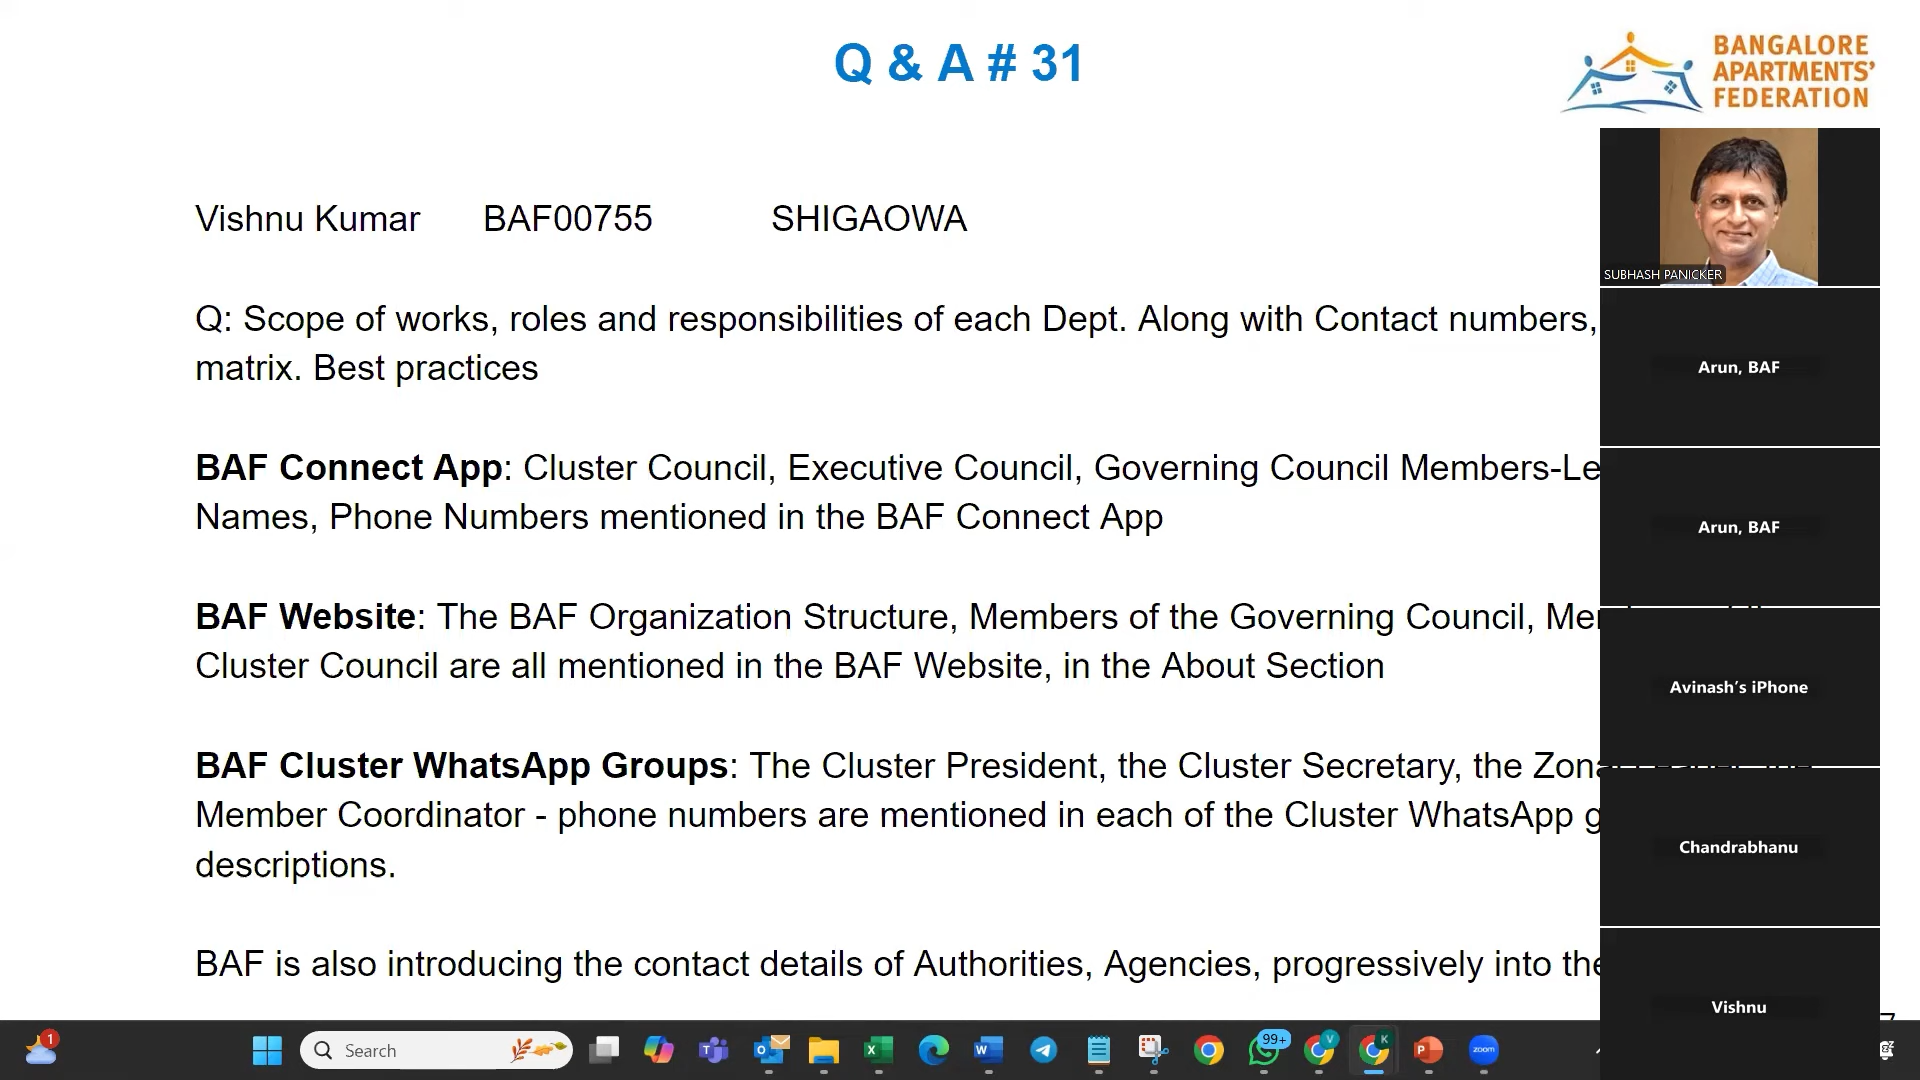 Q & A # 31
BANGALORE
APARTMENTS'
FEDERATION
Vishnu Kumar BAF00755 SHIGAOWA
Q: Scope of works, roles and responsibilities of each Dept. Along with Contact numbers,
matrix. Best practices
BAF Connect App: Cluster Council, Executive Council, Governing Council Members-Le
Names, Phone Numbers mentioned in the BAF Connect App
BAF Website: The BAF Organization Structure, Members of the Governing Council,
Cluster Council are all mentioned in the BAF Website, in the About Section
BAF Cluster WhatsApp Groups: The Cluster President, the Cluster Secretary, the
Member Coordinator - phone numbers are mentioned in each of the Cluster WhatsApp
descriptions.
BAF is also introducing the contact details of Authorities, Agencies, progressively into
SUBHASH PANICKER
Arun, BAF
Arun, BAF
Avinash's iPhone
Chandrabhanu
Vishnu
1
Search
99+
V
K
zoom